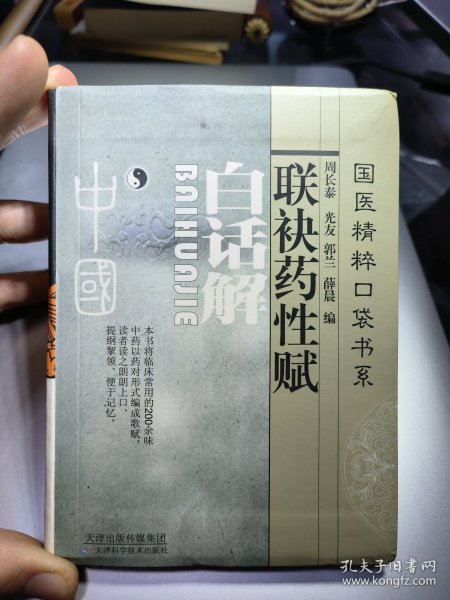 国医精粹口袋书系
联袂药性赋
周长泰 光友 郭兰 薛晨 编
白话解
BAIHUAJIE
中國
本书将临床常用的200余味
中药以药对形式编成歌赋，
读者读之朗朗上口、
提纲挈领、便于记忆。
天津出版传媒集团
天津科学技术出版社
孔夫子旧书网
www.kongfz.com